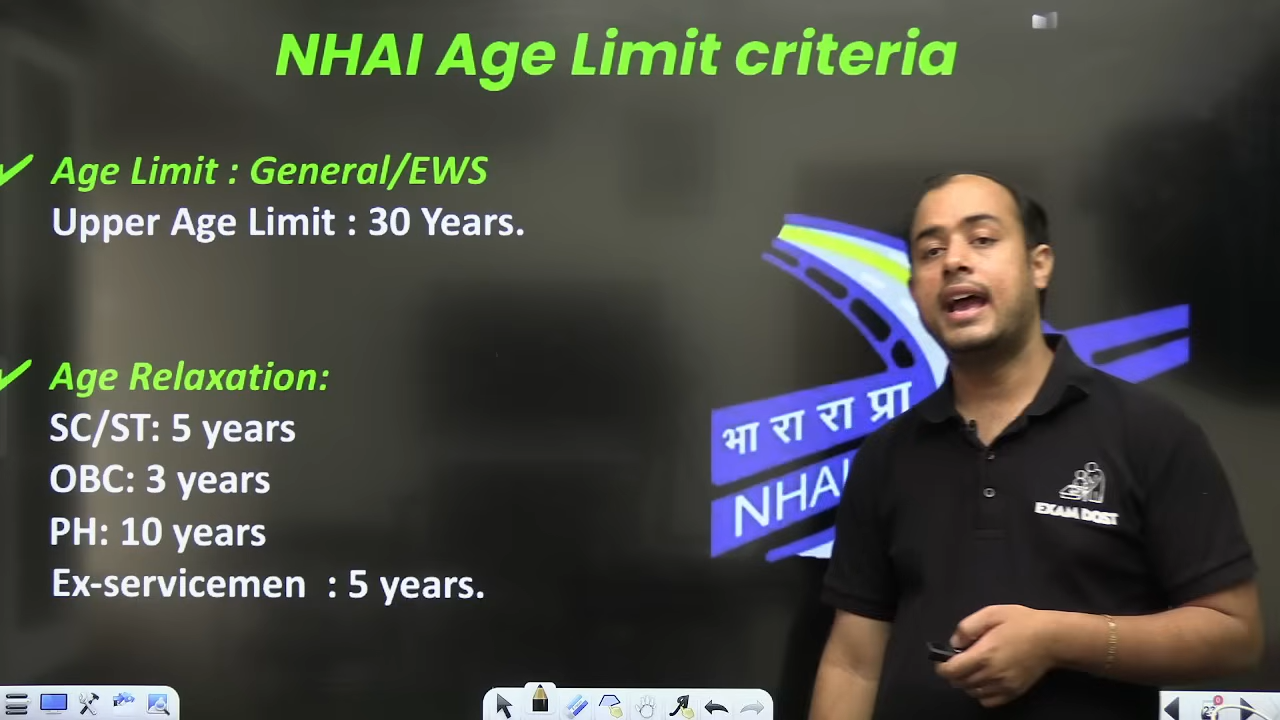 NHAI Age Limit criteria
Age Limit : General/EWS
Upper Age Limit : 30 Years.
Age Relaxation:
SC/ST: 5 years
OBC: 3 years
PH: 10 years
Ex-servicemen : 5 years.
भा रा रा प्रा
NHAI
EXAM DOST